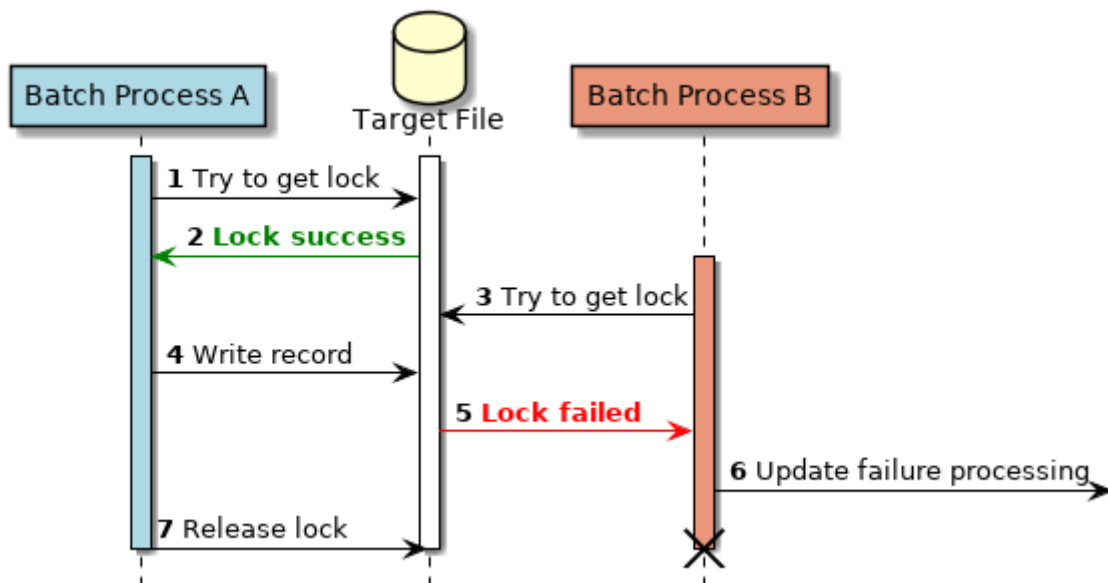 Batch Process A
Target File
Batch Process B
1 Try to get lock
2 Lock success
3 Try to get lock
4 Write record
5 Lock failed
6 Update failure processing
7 Release lock